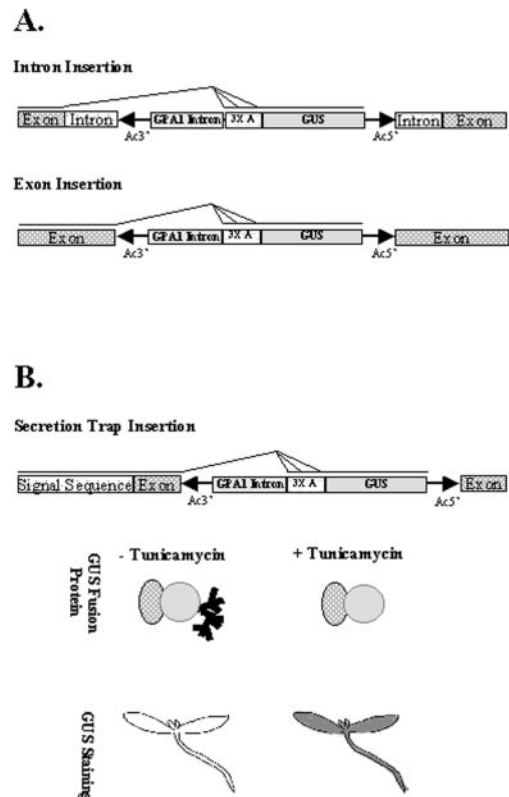 A.
Intron Insertion
Exon Intron GPA1 Intron 3X A GUS Intron Exon
Ac3' Ac5'
Exon Insertion
Exon GPA1 Intron 3X A GUS Exon
Ac3' Ac5'
B.
Secretion Trap Insertion
Signal Sequence Exon GPA1 Intron 3X A GUS Exon
Ac3' Ac5'
- Tunicamycin + Tunicamycin
GUS Fusion
Protein
GUS Staining